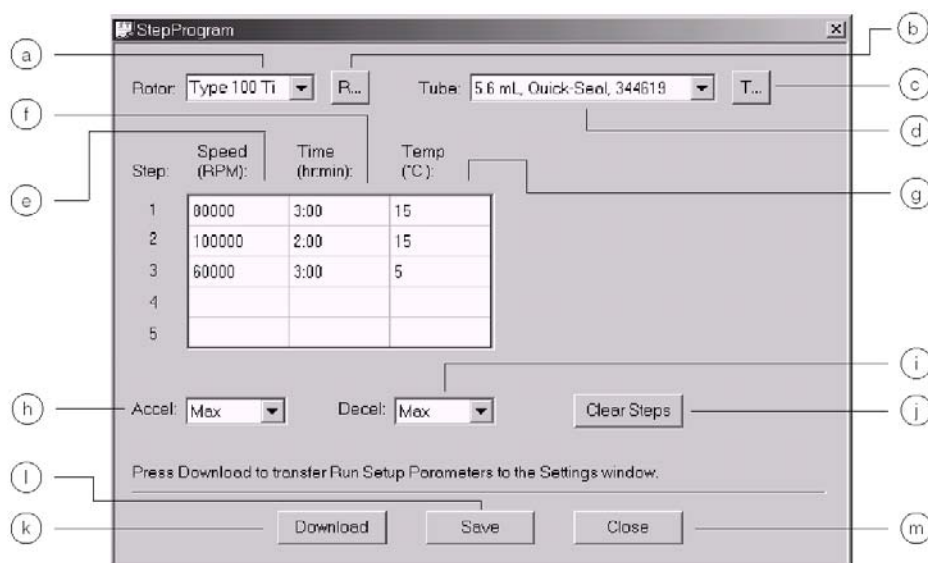 StepProgram
a
b
Rotor: Type 100 Ti R... Tube: 5.6 mL, Quick-Seal, 344619 T...
c
f
d
Step: Speed (RPM): Time (hr:min): Temp (°C):
e
g
1 80000 3:00 15
2 100000 2:00 15
3 60000 3:00 5
4
5
i
h
Accel: Max Decel: Max Clear Steps
j
Press Download to transfer Run Setup Parameters to the Settings window.
l
k
Download Save Close
m